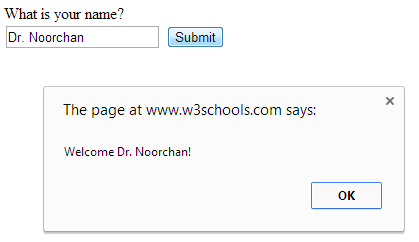 What is your name?
Dr. Noorchan Submit
The page at www.w3schools.com says:
Welcome Dr. Noorchan!
OK